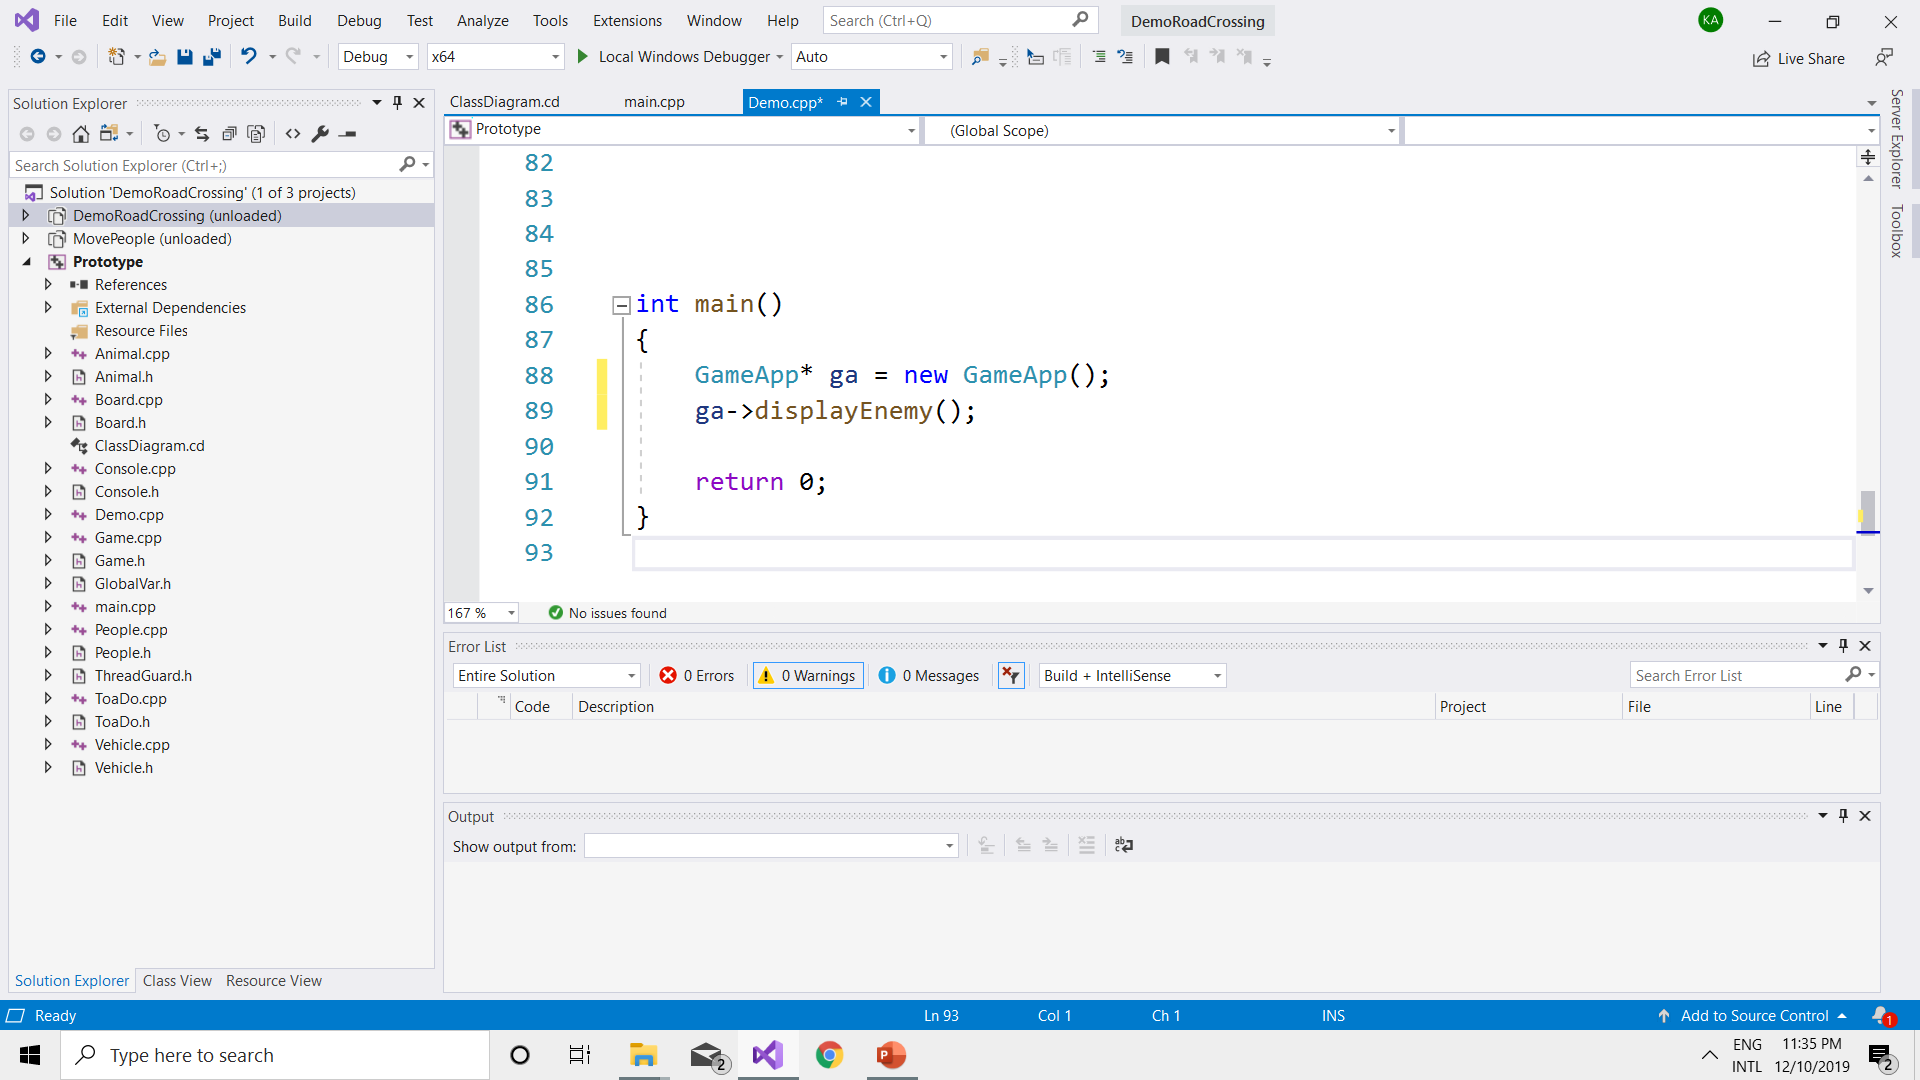 File Edit View Project Build Debug Test Analyze Tools Extensions Window Help Search (Ctrl+Q) DemoRoadCrossing KA
Debug x64 Local Windows Debugger Auto Live Share
Solution Explorer
Search Solution Explorer (Ctrl+;)
Solution 'DemoRoadCrossing' (1 of 3 projects)
DemoRoadCrossing (unloaded)
MovePeople (unloaded)
Prototype
References
External Dependencies
Resource Files
Animal.cpp
Animal.h
Board.cpp
Board.h
ClassDiagram.cd
Console.cpp
Console.h
Demo.cpp
Game.cpp
Game.h
GlobalVar.h
main.cpp
People.cpp
People.h
ThreadGuard.h
ToaDo.cpp
ToaDo.h
Vehicle.cpp
Vehicle.h
Solution Explorer Class View Resource View
ClassDiagram.cd main.cpp Demo.cpp*
Prototype (Global Scope)
82
83
84
85
86 int main()
87 {
88 GameApp* ga = new GameApp();
89 ga->displayEnemy();
90
91 return 0;
92 }
93
167 % No issues found
Error List
Entire Solution 0 Errors 0 Warnings 0 Messages Build + IntelliSense Search Error List
Code Description Project File Line
Output
Show output from:
Server Explorer
Toolbox
Ready Ln 93 Col 1 Ch 1 INS Add to Source Control 1
Type here to search 2 ENG 11:35 PM
INTL 12/10/2019 2